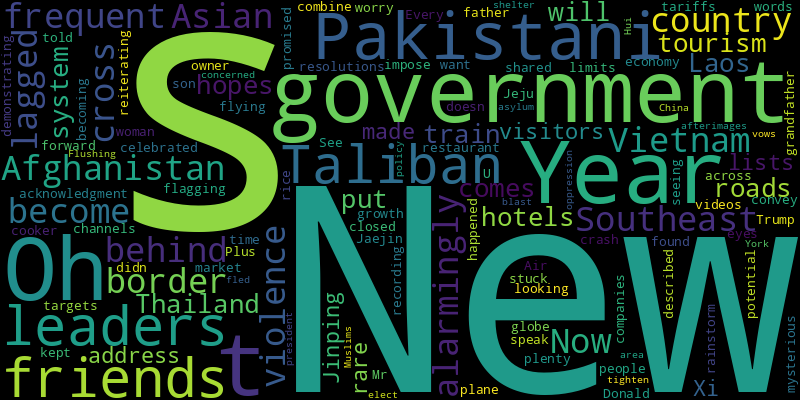 frequent
Asian
combine
worry
Every
father
shelter
will
Hui
tariffs
words
country
tourism
told
promised
Pakistani
resolutions
impose
want
economy
Laos
demonstrating
lagged
system
becoming
cross
reiterating
S
owner
concerned
hopes
son
flying
government
shared
limits
Jeju
doesn
asylum
China
afterimages
vows
grandfather
woman
forward
Flushing
celebrated
Afghanistan
flagging
made
train
visitors
Vietnam
See
restaurant
policy
Taliban
U
Year
oppression
seeing
lists
across
roads
acknowledgment
become
channels
rice
put
comes
blast
hotels
Southeast
videos
convey
Trump
growth
closed
Jaejin
happened
Oh
cooker
behind
time
Plus
didn
market
fled
border
targets
Thailand
leaders
kept
address
friends
t
violence
president
New
recording
alarmingly
Air
crash
stuck
looking
found
eyes
York
described
potential
globe
speak
plenty
Now
companies
area
people
tighten
Donald
Xi
rainstorm
mysterious
Jinping
Muslims
rare
Mr
elect
plane